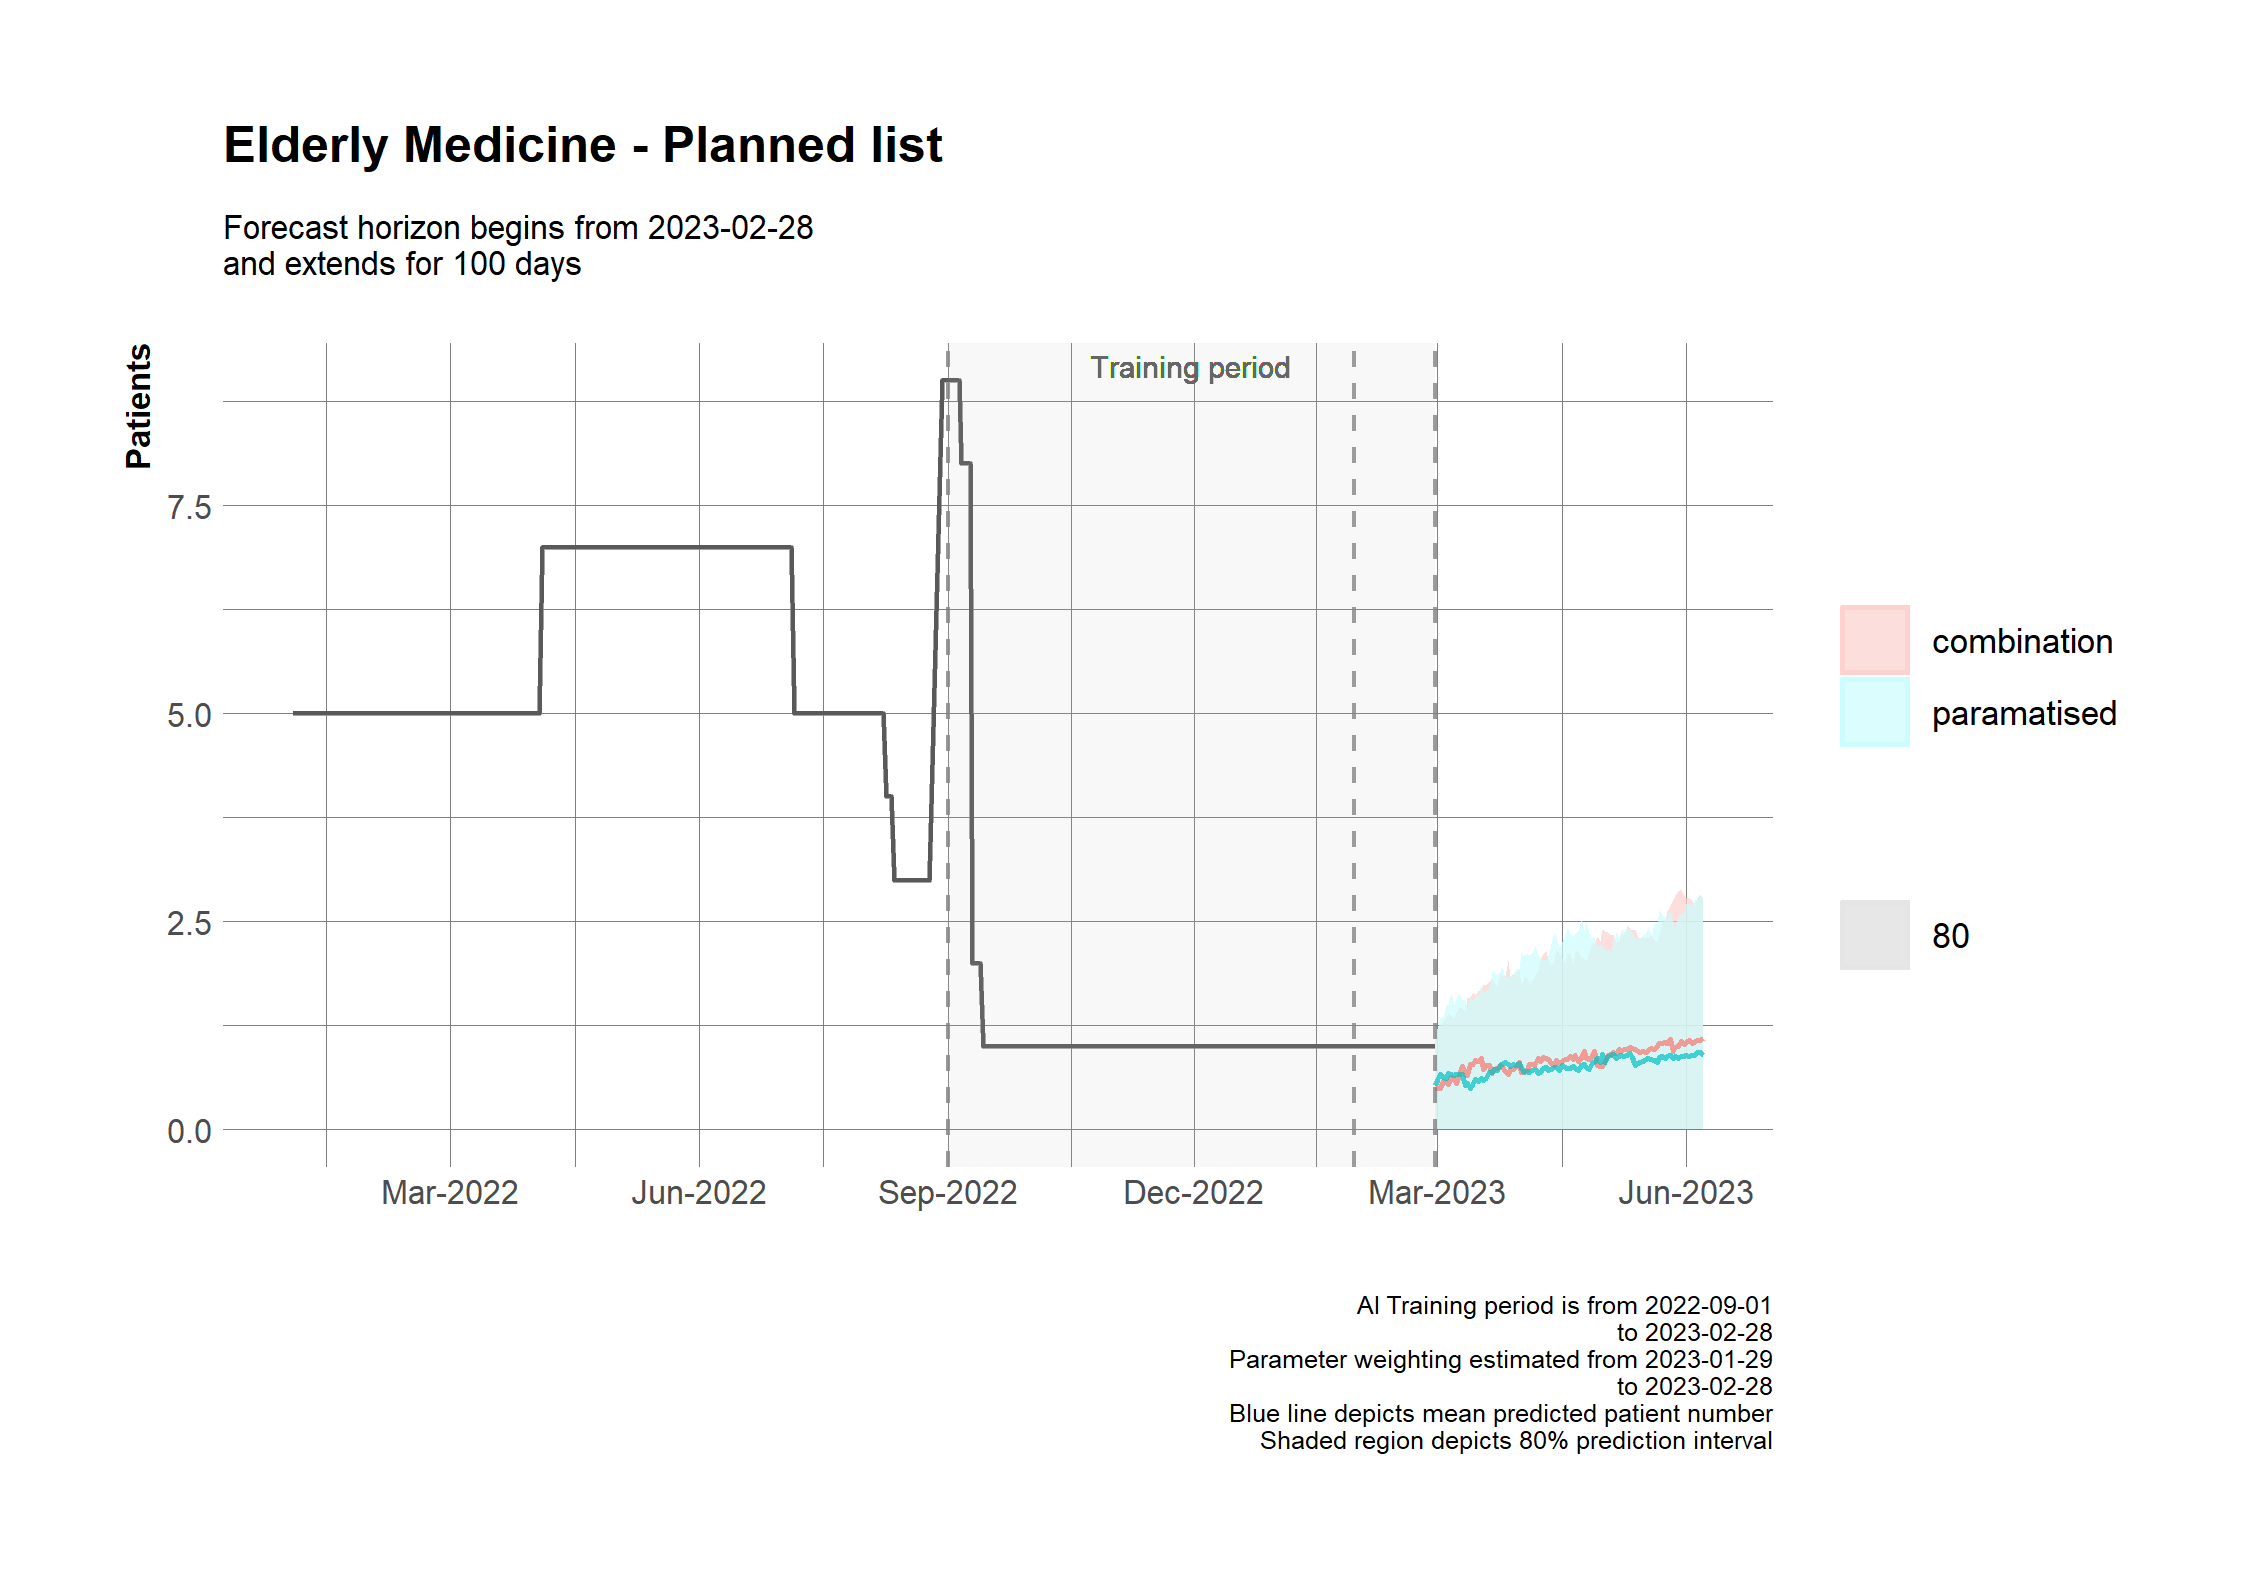 Elderly Medicine - Planned list
Forecast horizon begins from 2023-02-28
and extends for 100 days
Patients
Training period
7.5
5.0
2.5
0.0
Mar-2022
Jun-2022
Sep-2022
Dec-2022
Mar-2023
Jun-2023
combination
paramatised
80
AI Training period is from 2022-09-01
to 2023-02-28
Parameter weighting estimated from 2023-01-29
to 2023-02-28
Blue line depicts mean predicted patient number
Shaded region depicts 80% prediction interval